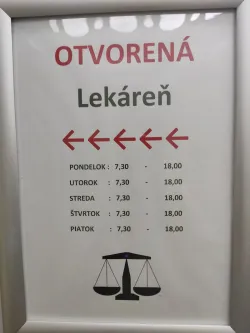 OTVORENÁ
Lekáreň
←←←←←
PONDELOK : 7,30 - 18,00
UTOROK : 7,30 - 18,00
STREDA : 7,30 - 18,00
ŠTVRTOK : 7,30 - 18,00
PIATOK : 7,30 - 18,00